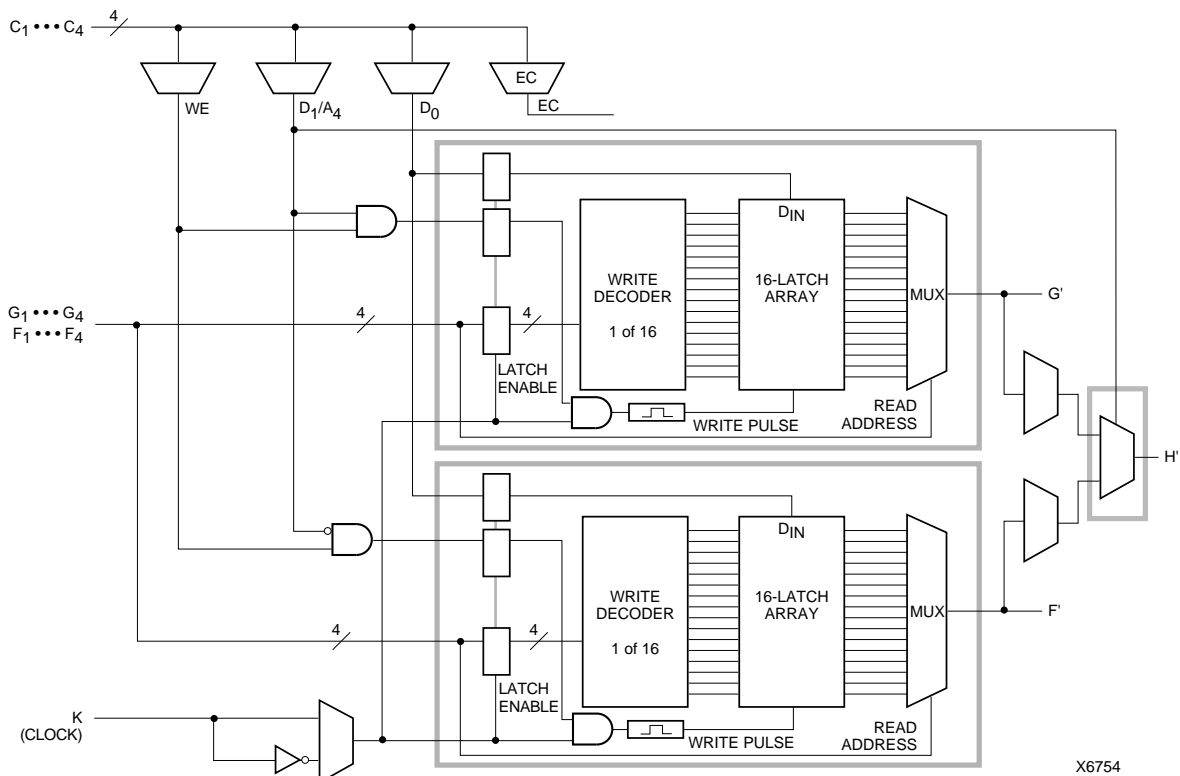 C1 ••• C4
4
WE
D1/A4
D0
EC
EC
DIN
WRITE
DECODER
1 of 16
16-LATCH
ARRAY
MUX
G'
G1 ••• G4
F1 ••• F4
4
4
LATCH
ENABLE
WRITE PULSE
READ
ADDRESS
H'
DIN
WRITE
DECODER
1 of 16
16-LATCH
ARRAY
MUX
F'
4
4
LATCH
ENABLE
WRITE PULSE
READ
ADDRESS
K
(CLOCK)
X6754